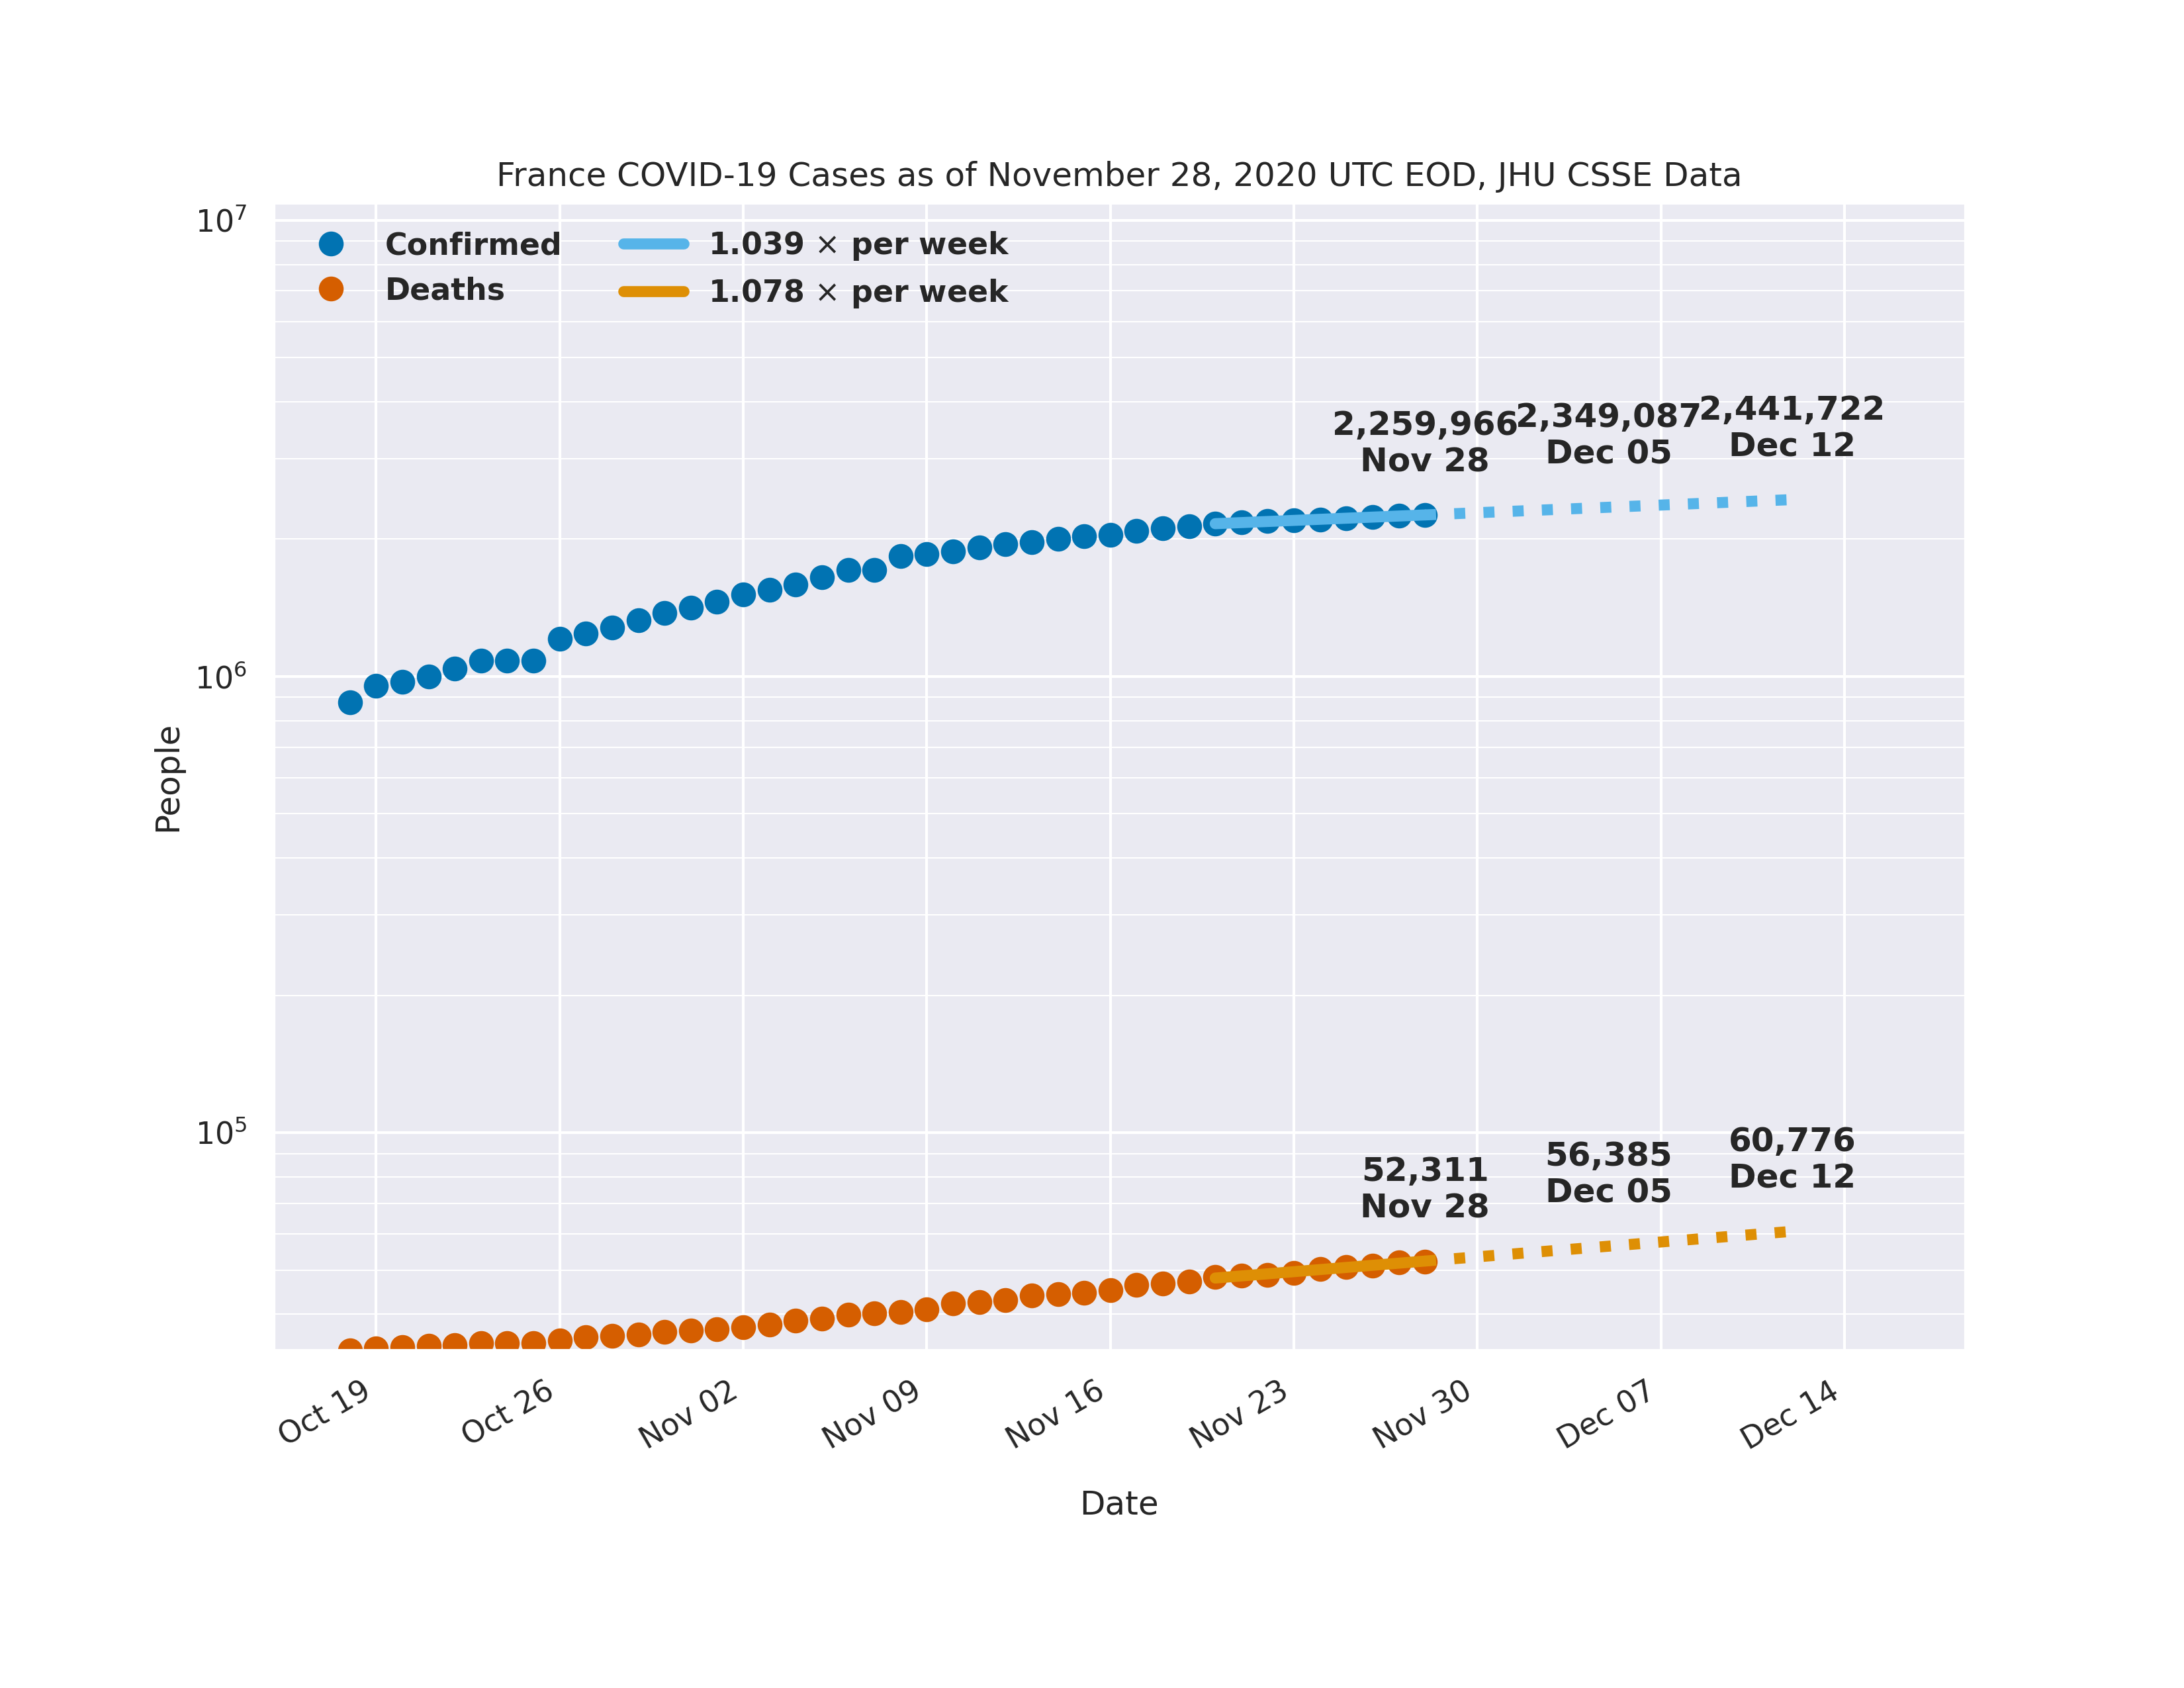 France COVID-19 Cases as of November 28, 2020 UTC EOD, JHU CSSE Data
10⁷
Confirmed
1.039 × per week
Deaths
1.078 × per week
2,259,966
Nov 28
2,349,087
Dec 05
2,441,722
Dec 12
10⁶
People
10⁵
52,311
Nov 28
56,385
Dec 05
60,776
Dec 12
Oct 19
Oct 26
Nov 02
Nov 09
Nov 16
Nov 23
Nov 30
Dec 07
Dec 14
Date